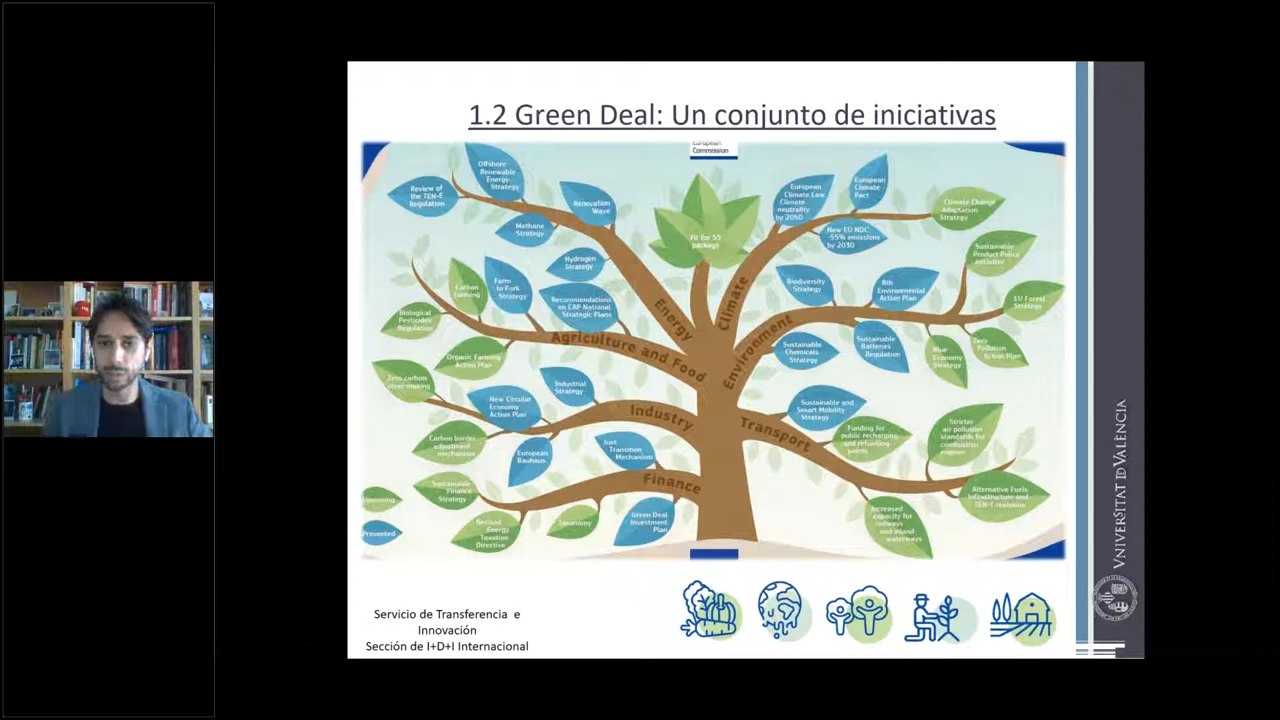 1.2 Green Deal: Un conjunto de iniciativas
European
Commission
Offshore
Renewable
Energy
Strategy
Review of
the TEN-E
Regulation
Renovation
Wave
Methane
Strategy
Hydrogen
Strategy
Fit for 55
package
European
Climate Law
Climate
neutrality
by 2050
European
Climate
Pact
New EU NDC
-55% emissions
by 2030
Climate Change
Adaptation
Strategy
Energy
Climate
Carbon
farming
Farm
to Fork
Strategy
Recommendations
on CAP National
Strategic Plans
Biological
Pesticides
Regulation
Organic Farming
Action Plan
Agriculture and Food
Sustainable
Product Policy
Initiative
Biodiversity
Strategy
8th
Environmental
Action Plan
EU Forest
Strategy
Sustainable
Chemicals
Strategy
Sustainable
Batteries
Regulation
Blue
Economy
Strategy
Zero
Pollution
Action Plan
Environment
Zero carbon
steel-making
New Circular
Economy
Action Plan
Industrial
Strategy
Carbon border
adjustment
mechanism
European
Bauhaus
Just
Transition
Mechanism
Industry
Sustainable and
Smart Mobility
Strategy
Funding for
public recharging
and refuelling
points
Stricter
air pollution
standards for
combustion
engines
Alternative Fuels
Infrastructure and
TEN-T revisions
Increased
capacity for
railways
and inland
waterways
Transport
Sustainable
Finance
Strategy
Revised
Energy
Taxation
Directive
Taxonomy
Green Deal
Investment
Plan
Finance
Upcoming
Presented
Servicio de Transferencia e
Innovación
Sección de I+D+I Internacional
VNIVERSITAT ID VALÈNCIA